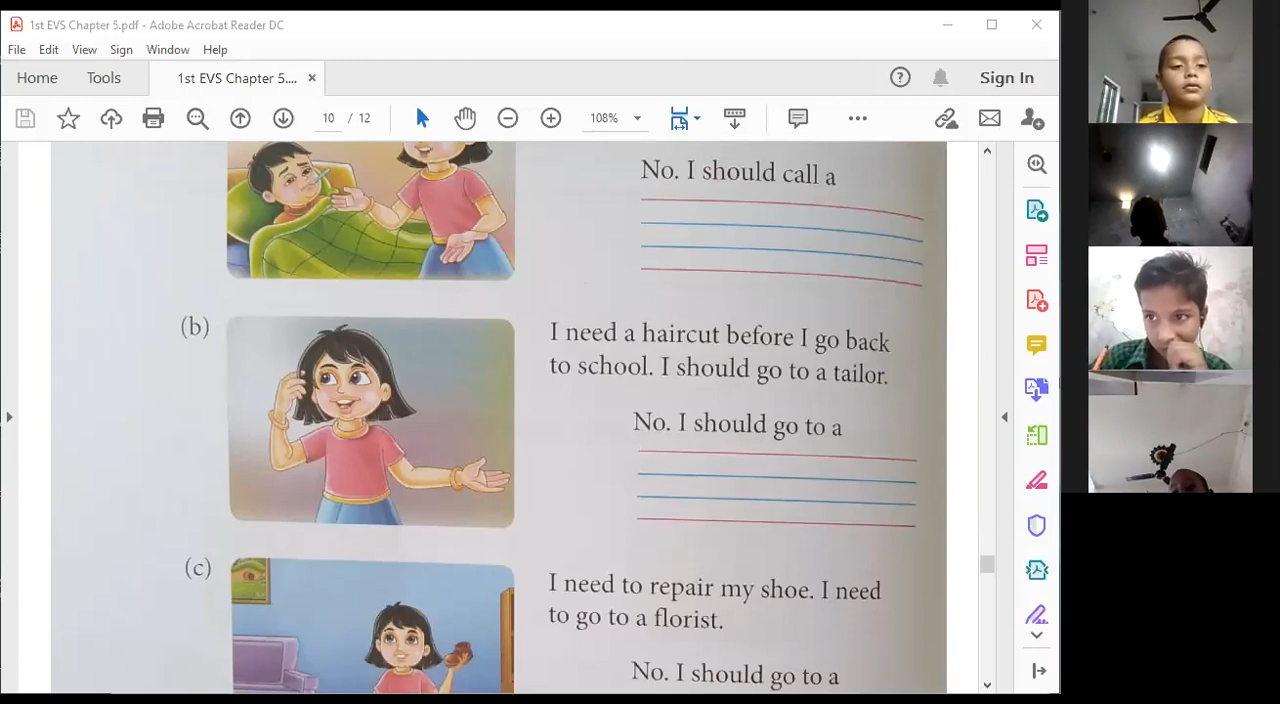 1st EVS Chapter 5.pdf - Adobe Acrobat Reader DC
File Edit View Sign Window Help
Home Tools 1st EVS Chapter 5.... × Sign In
10 / 12 108%
No. I should call a
(b)
I need a haircut before I go back
to school. I should go to a tailor.
No. I should go to a
(c)
I need to repair my shoe. I need
to go to a florist.
No. I should go to a